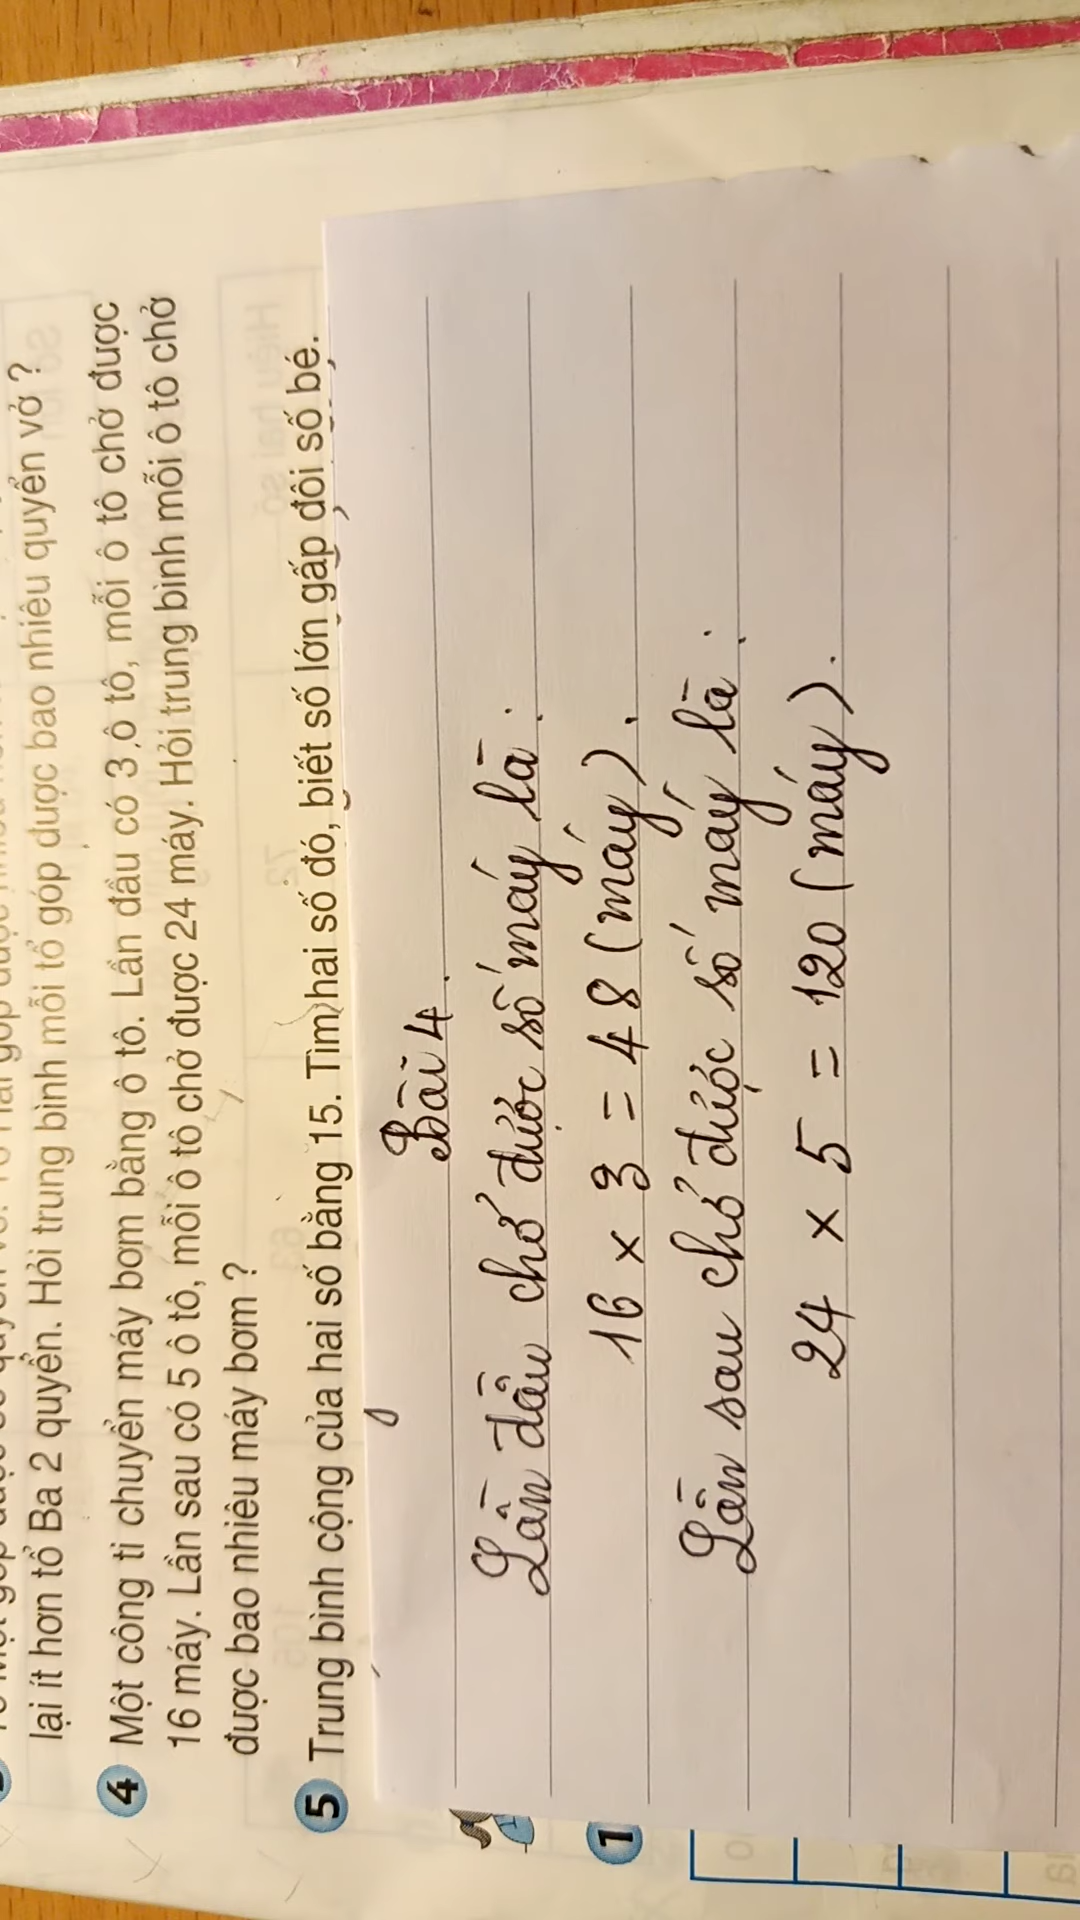 lại ít hơn tổ Ba 2 quyển. Hỏi trung bình mỗi tổ góp được bao nhiêu quyển vở ?
4 Một công ti chuyển máy bơm bằng ô tô. Lần đầu có 3 ô tô, mỗi ô tô chở được
16 máy. Lần sau có 5 ô tô, mỗi ô tô chở được 24 máy. Hỏi trung bình mỗi ô tô chở
được bao nhiêu máy bơm ?
5 Trung bình cộng của hai số bằng 15. Tìm hai số đó, biết số lớn gấp đôi số bé.
Bài 4.
Lần đầu chở được số máy là :
16 x 3 = 48 (máy).
Lần sau chở được số máy là :
24 x 5 = 120 (máy).
1